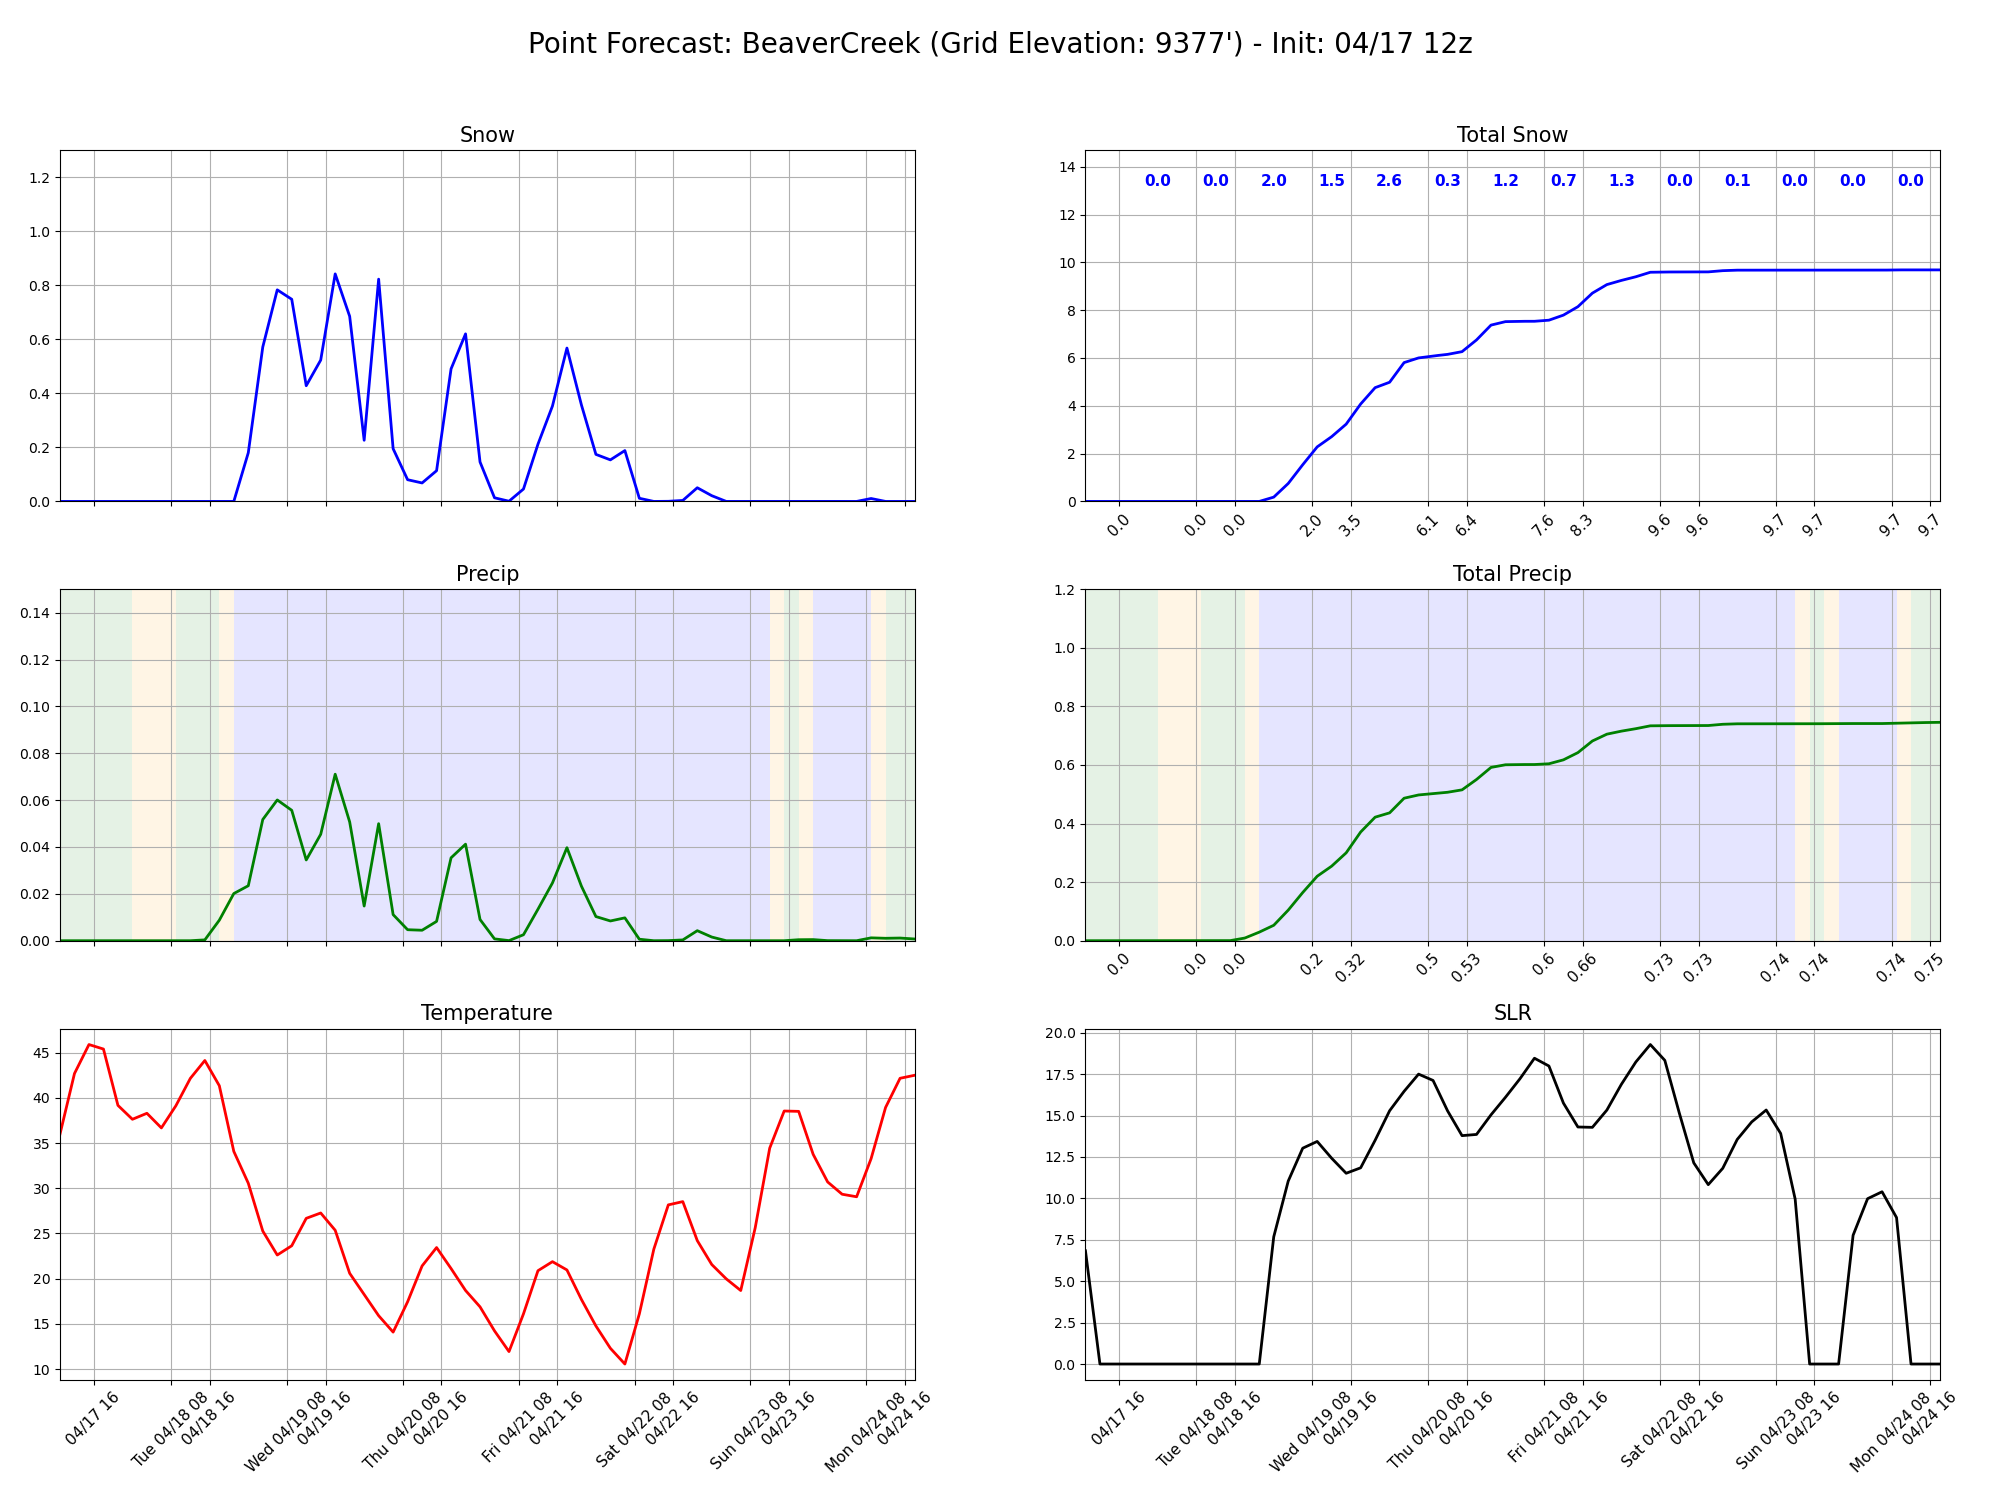 Point Forecast: BeaverCreek (Grid Elevation: 9377') - Init: 04/17 12z
Snow
1.2
1.0
0.8
0.6
0.4
0.2
0.0
Total Snow
14
12
10
8
6
4
2
0
0.0 0.0 2.0 1.5 2.6 0.3 1.2 0.7 1.3 0.0 0.1 0.0 0.0 0.0
0.0 0.0 0.0 2.0 3.5 6.1 6.4 7.6 8.3 9.6 9.6 9.7 9.7 9.7 9.7
Precip
0.14
0.12
0.10
0.08
0.06
0.04
0.02
0.00
Total Precip
1.2
1.0
0.8
0.6
0.4
0.2
0.0
0.0 0.0 0.0 0.2 0.32 0.5 0.53 0.6 0.66 0.73 0.73 0.74 0.74 0.74 0.75
Temperature
45
40
35
30
25
20
15
10
04/17 16
Tue 04/18 08
04/18 16
Wed 04/19 08
04/19 16
Thu 04/20 08
04/20 16
Fri 04/21 08
04/21 16
Sat 04/22 08
04/22 16
Sun 04/23 08
04/23 16
Mon 04/24 08
04/24 16
SLR
20.0
17.5
15.0
12.5
10.0
7.5
5.0
2.5
0.0
04/17 16
Tue 04/18 08
04/18 16
Wed 04/19 08
04/19 16
Thu 04/20 08
04/20 16
Fri 04/21 08
04/21 16
Sat 04/22 08
04/22 16
Sun 04/23 08
04/23 16
Mon 04/24 08
04/24 16